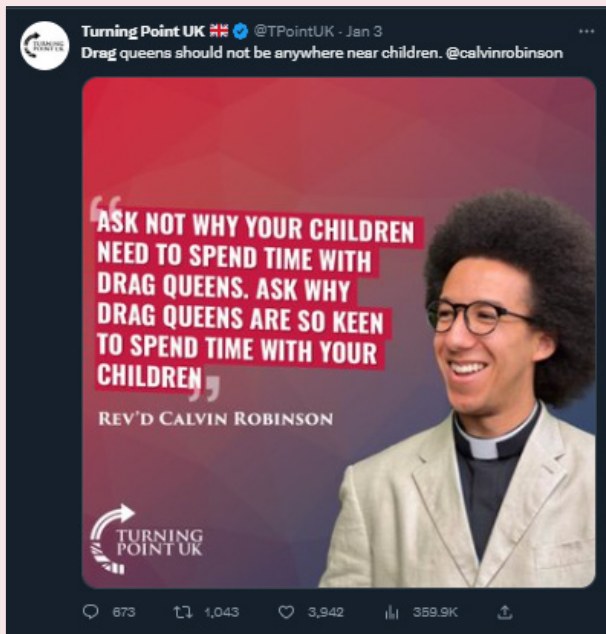 Turning Point UK 🇬🇧 @TPointUK · Jan 3
Drag queens should not be anywhere near children. @calvinrobinson
“ASK NOT WHY YOUR CHILDREN
NEED TO SPEND TIME WITH
DRAG QUEENS. ASK WHY
DRAG QUEENS ARE SO KEEN
TO SPEND TIME WITH YOUR
CHILDREN”
REV'D CALVIN ROBINSON
TURNING
POINT UK
673 1,043 3,942 359.9K